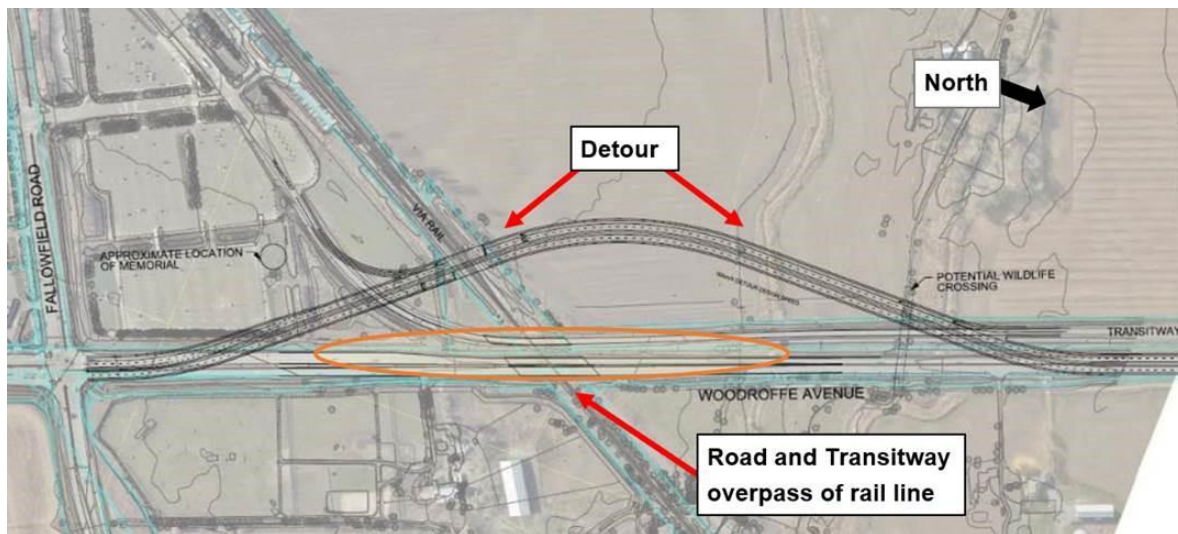 North
Detour
VIA RAIL
FALLOWFIELD ROAD
APPROXIMATE LOCATION
OF MEMORIAL
POTENTIAL WILDLIFE
CROSSING
TRANSITWAY
WOODROFFE AVENUE
Road and Transitway
overpass of rail line